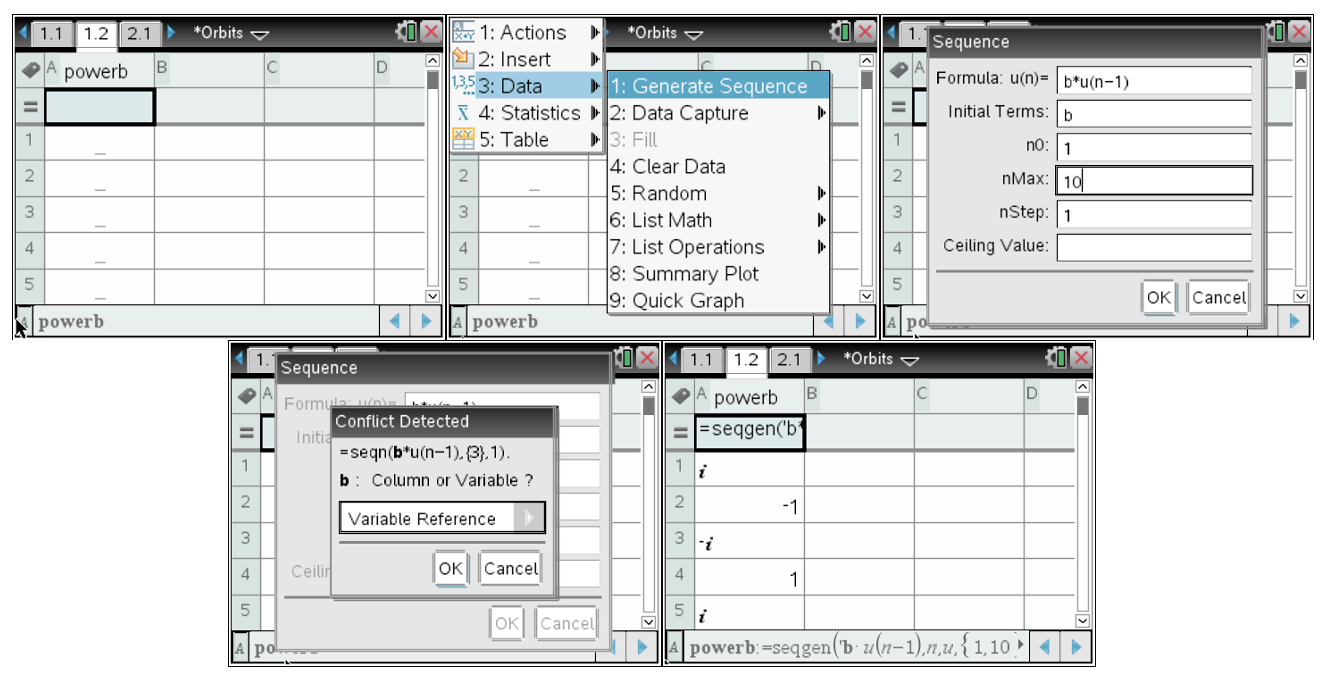 1.1 1.2 2.1 *Orbits
A powerb B C D
=
1 _
2 _
3 _
4 _
5 _
A powerb
1: Actions
2: Insert
3: Data
4: Statistics
5: Table
*Orbits
1: Generate Sequence
2: Data Capture
3: Fill
4: Clear Data
5: Random
6: List Math
7: List Operations
8: Summary Plot
9: Quick Graph
C D
2 _
3 _
4 _
5 _
A powerb
1.
Sequence
A
=
1
2
3
4
5
Formula: u(n)= b*u(n−1)
Initial Terms: b
n0: 1
nMax: 10
nStep: 1
Ceiling Value:
OK Cancel
A po
1.
Sequence
A
=
1
2
3
4
5
Formula: u(n)= b*u(n−1)
Initia
Conflict Detected
=seqn(b*u(n−1),{3},1).
b : Column or Variable ?
Variable Reference
OK Cancel
Ceilin
OK Cancel
A po
1.1 1.2 2.1 *Orbits
A powerb B C D
= =seqgen('b*
1 i
2 -1
3 -i
4 1
5 i
A powerb:=seqgen('b·u(n−1),n,u,{1,10